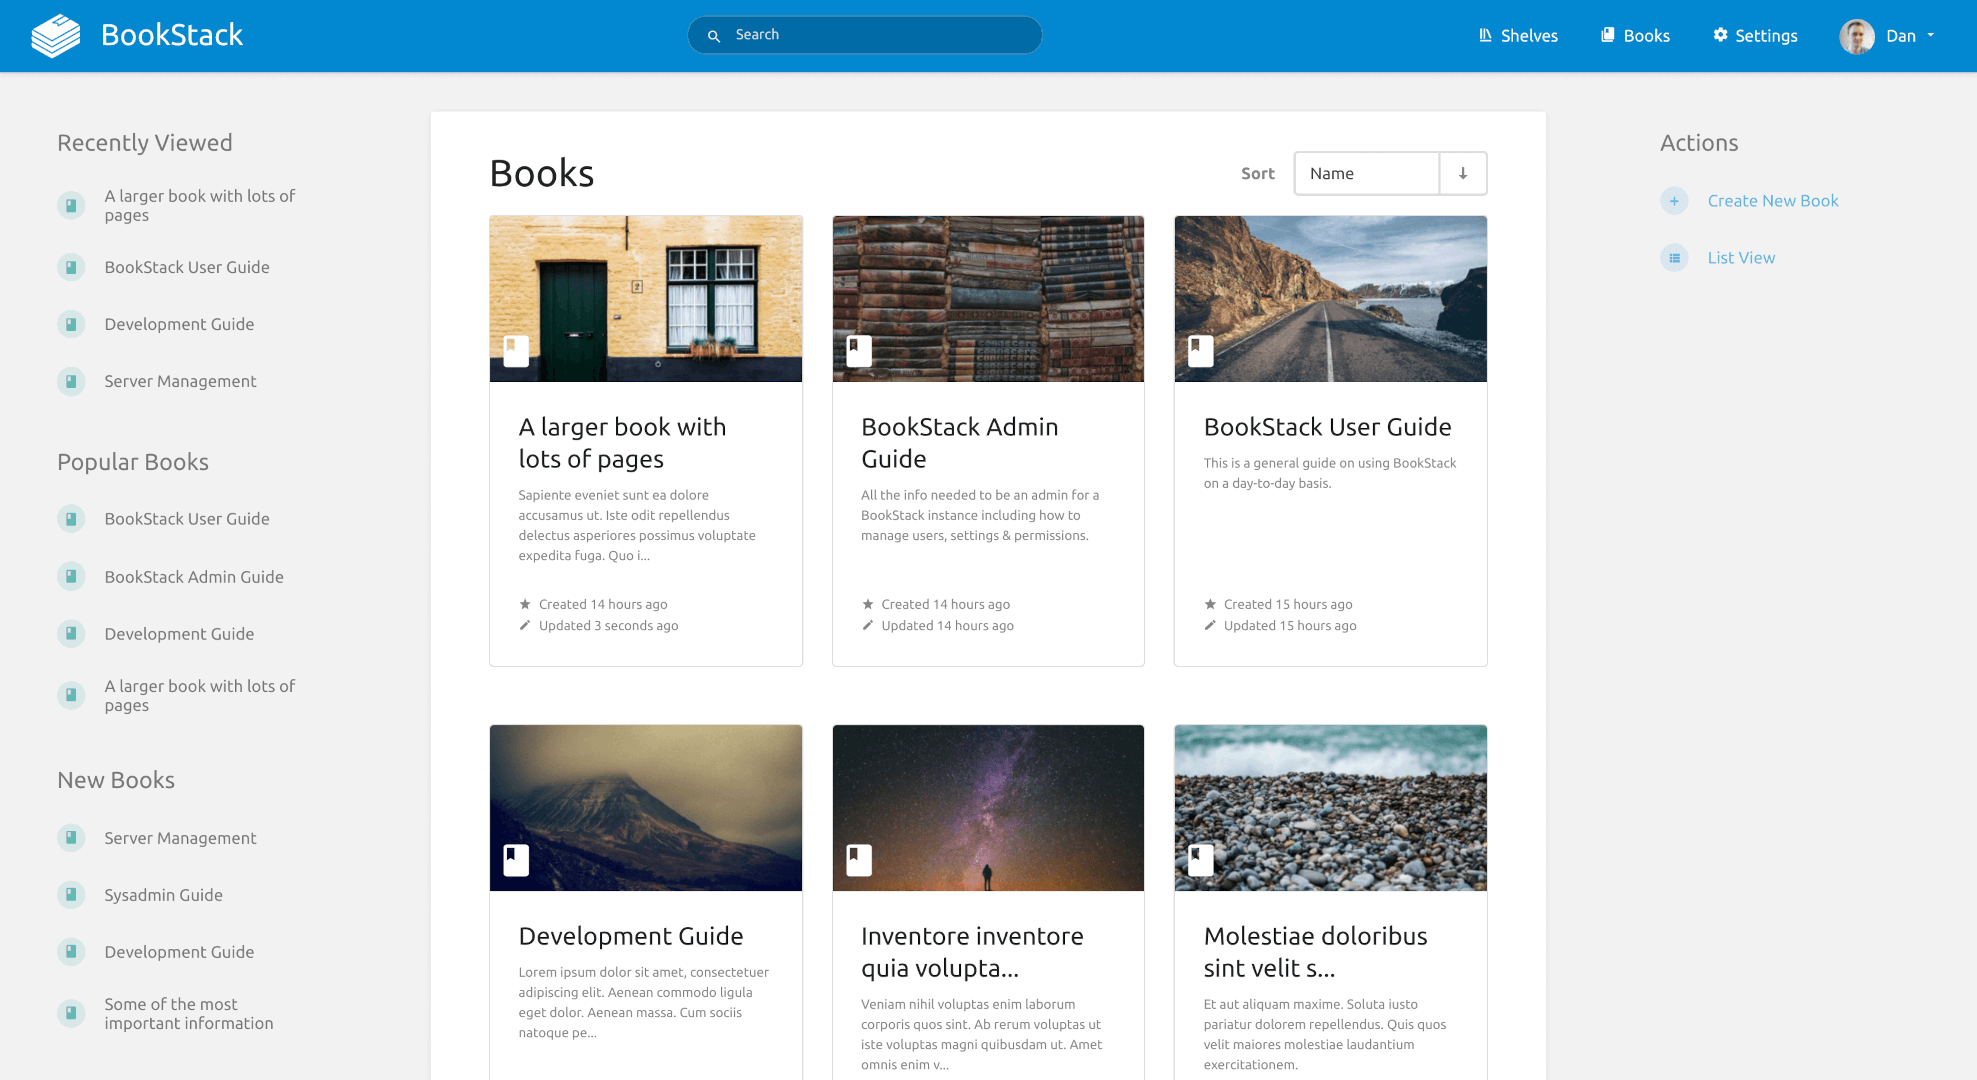 BookStack
Search
Shelves
Books
Settings
Dan
Recently Viewed
A larger book with lots of
pages
BookStack User Guide
Development Guide
Server Management
Popular Books
BookStack User Guide
BookStack Admin Guide
Development Guide
A larger book with lots of
pages
New Books
Server Management
Sysadmin Guide
Development Guide
Some of the most
important information
Books
Sort
Name
2
A larger book with
lots of pages
Sapiente eveniet sunt ea dolore
accusamus ut. Iste odit repellendus
delectus asperiores possimus voluptate
expedita fuga. Quo i...
Created 14 hours ago
Updated 3 seconds ago
BookStack Admin
Guide
All the info needed to be an admin for a
BookStack instance including how to
manage users, settings & permissions.
Created 14 hours ago
Updated 14 hours ago
BookStack User Guide
This is a general guide on using BookStack
on a day-to-day basis.
Created 15 hours ago
Updated 15 hours ago
Development Guide
Lorem ipsum dolor sit amet, consectetuer
adipiscing elit. Aenean commodo ligula
eget dolor. Aenean massa. Cum sociis
natoque pe...
Inventore inventore
quia volupta...
Veniam nihil voluptas enim laborum
corporis quos sint. Ab rerum voluptas ut
iste voluptas magni quibusdam ut. Amet
omnis enim v...
Molestiae doloribus
sint velit s...
Et aut aliquam maxime. Soluta iusto
pariatur dolorem repellendus. Quis quos
velit maiores molestiae laudantium
exercitationem.
Actions
Create New Book
List View